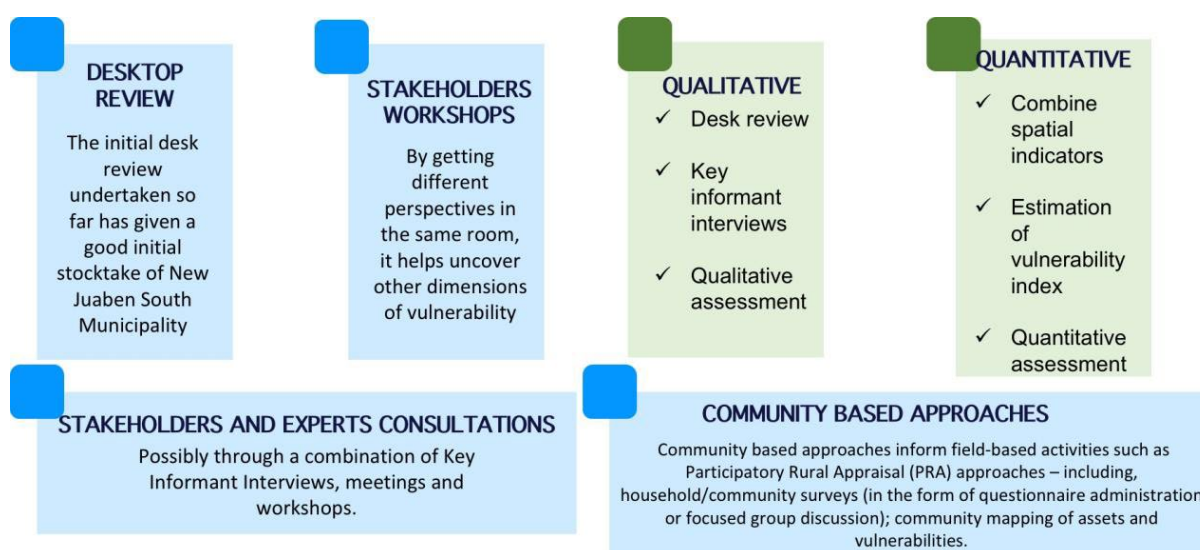 DESKTOP
REVIEW
The initial desk
review
undertaken so
far has given a
good initial
stocktake of New
Juaben South
Municipality
STAKEHOLDERS
WORKSHOPS
By getting
different
perspectives in
the same room,
it helps uncover
other dimensions
of vulnerability
QUALITATIVE
✓ Desk review
✓ Key
informant
interviews
✓ Qualitative
assessment
QUANTITATIVE
✓ Combine
spatial
indicators
✓ Estimation
of
vulnerability
index
✓ Quantitative
assessment
STAKEHOLDERS AND EXPERTS CONSULTATIONS
Possibly through a combination of Key
Informant Interviews, meetings and
workshops.
COMMUNITY BASED APPROACHES
Community based approaches inform field-based activities such as
Participatory Rural Appraisal (PRA) approaches – including,
household/community surveys (in the form of questionnaire administration
or focused group discussion); community mapping of assets and
vulnerabilities.